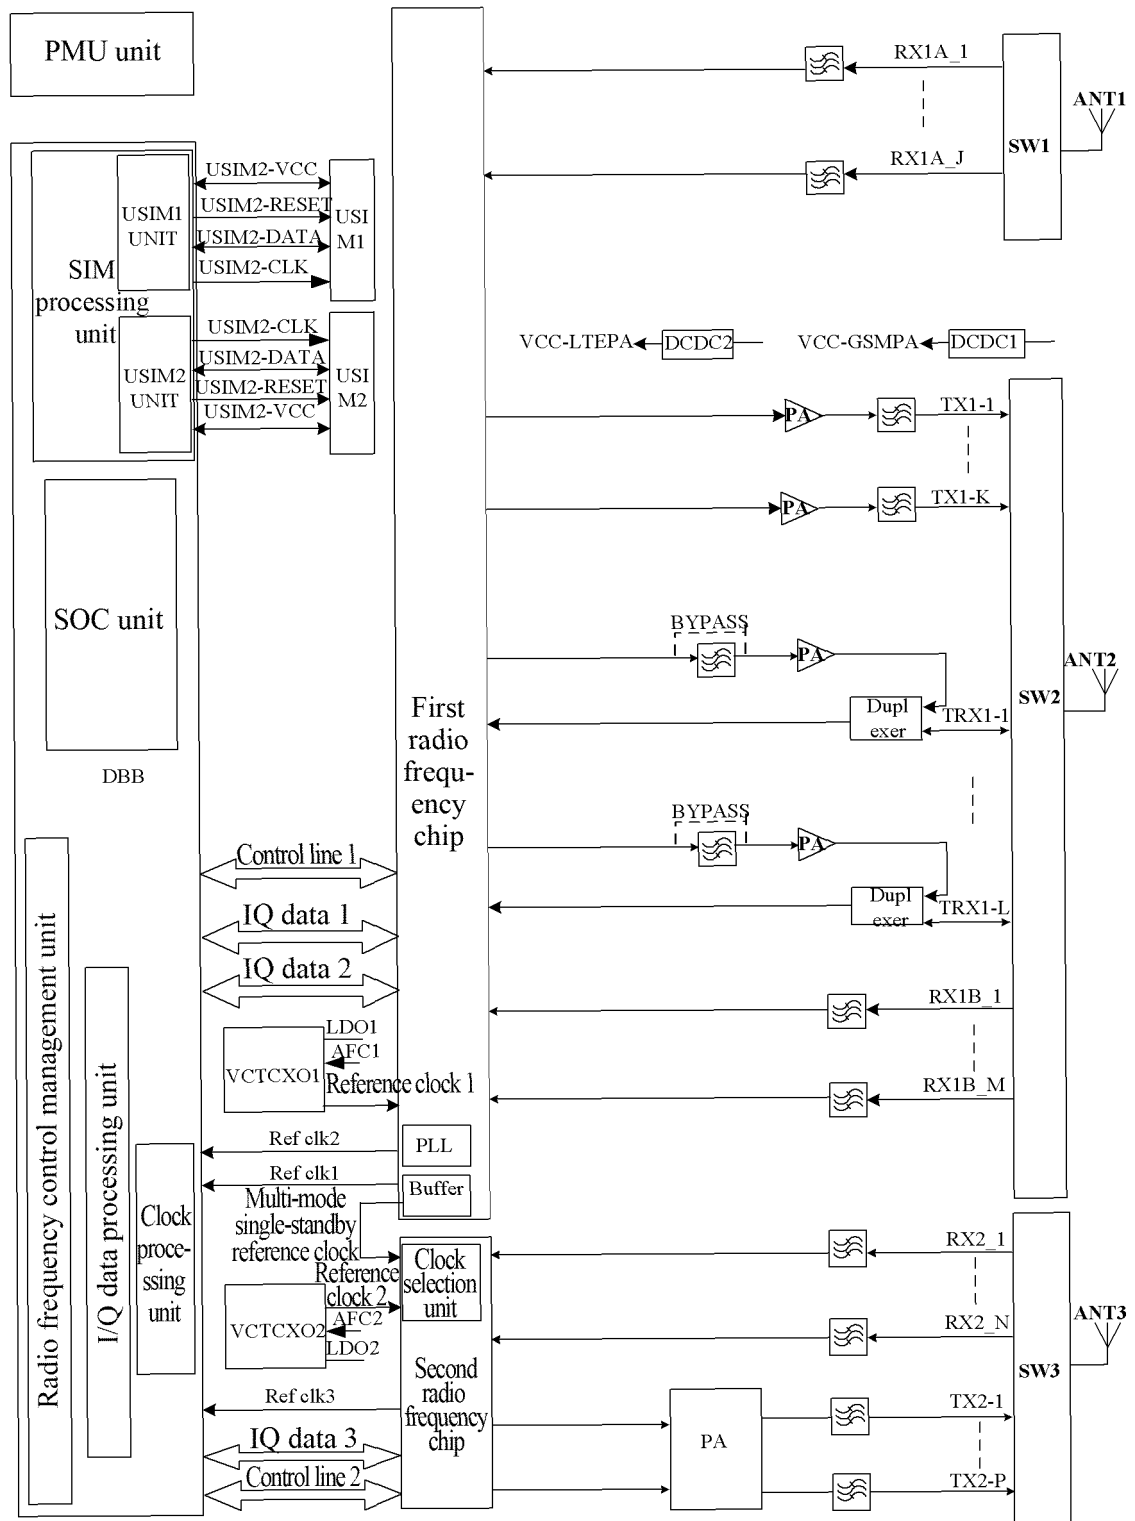 PMU unit
RX1A_1
ANT1
SW1
RX1A_J
USIM1
UNIT
USIM2-VCC
USIM2-RESET
USIM2-DATA
USIM2-CLK
USI
M1
SIM
processing
unit
USIM2
UNIT
USIM2-CLK
USIM2-DATA
USIM2-RESET
USIM2-VCC
USI
M2
VCC-LTEPA
DCDC2
VCC-GSMPA
DCDC1
PA
TX1-1
PA
TX1-K
SOC unit
DBB
BYPASS
PA
Dupl
exer
TRX1-1
ANT2
SW2
First
radio
frequ-
ency
chip
BYPASS
PA
Dupl
exer
TRX1-L
Control line 1
IQ data 1
IQ data 2
RX1B_1
RX1B_M
VCTCXO1
LDO1
AFC1
Reference clock 1
Radio frequency control management unit
I/Q data processing unit
Clock
proce-
ssing
unit
Ref clk2
PLL
Ref clk1
Buffer
Multi-mode
single-standby
reference clock
Clock
selection
unit
Reference
clock 2
VCTCXO2
AFC2
LDO2
RX2_1
RX2_N
ANT3
SW3
Second
radio
frequency
chip
Ref clk3
IQ data 3
Control line 2
PA
TX2-1
TX2-P